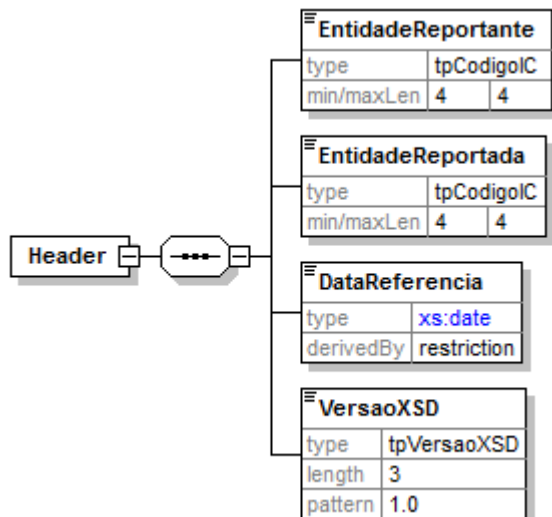 EntidadeReportante
type tpCodigoIC
min/maxLen 4 4
EntidadeReportada
type tpCodigoIC
min/maxLen 4 4
Header
DataReferencia
type xs:date
derivedBy restriction
VersaoXSD
type tpVersaoXSD
length 3
pattern 1.0